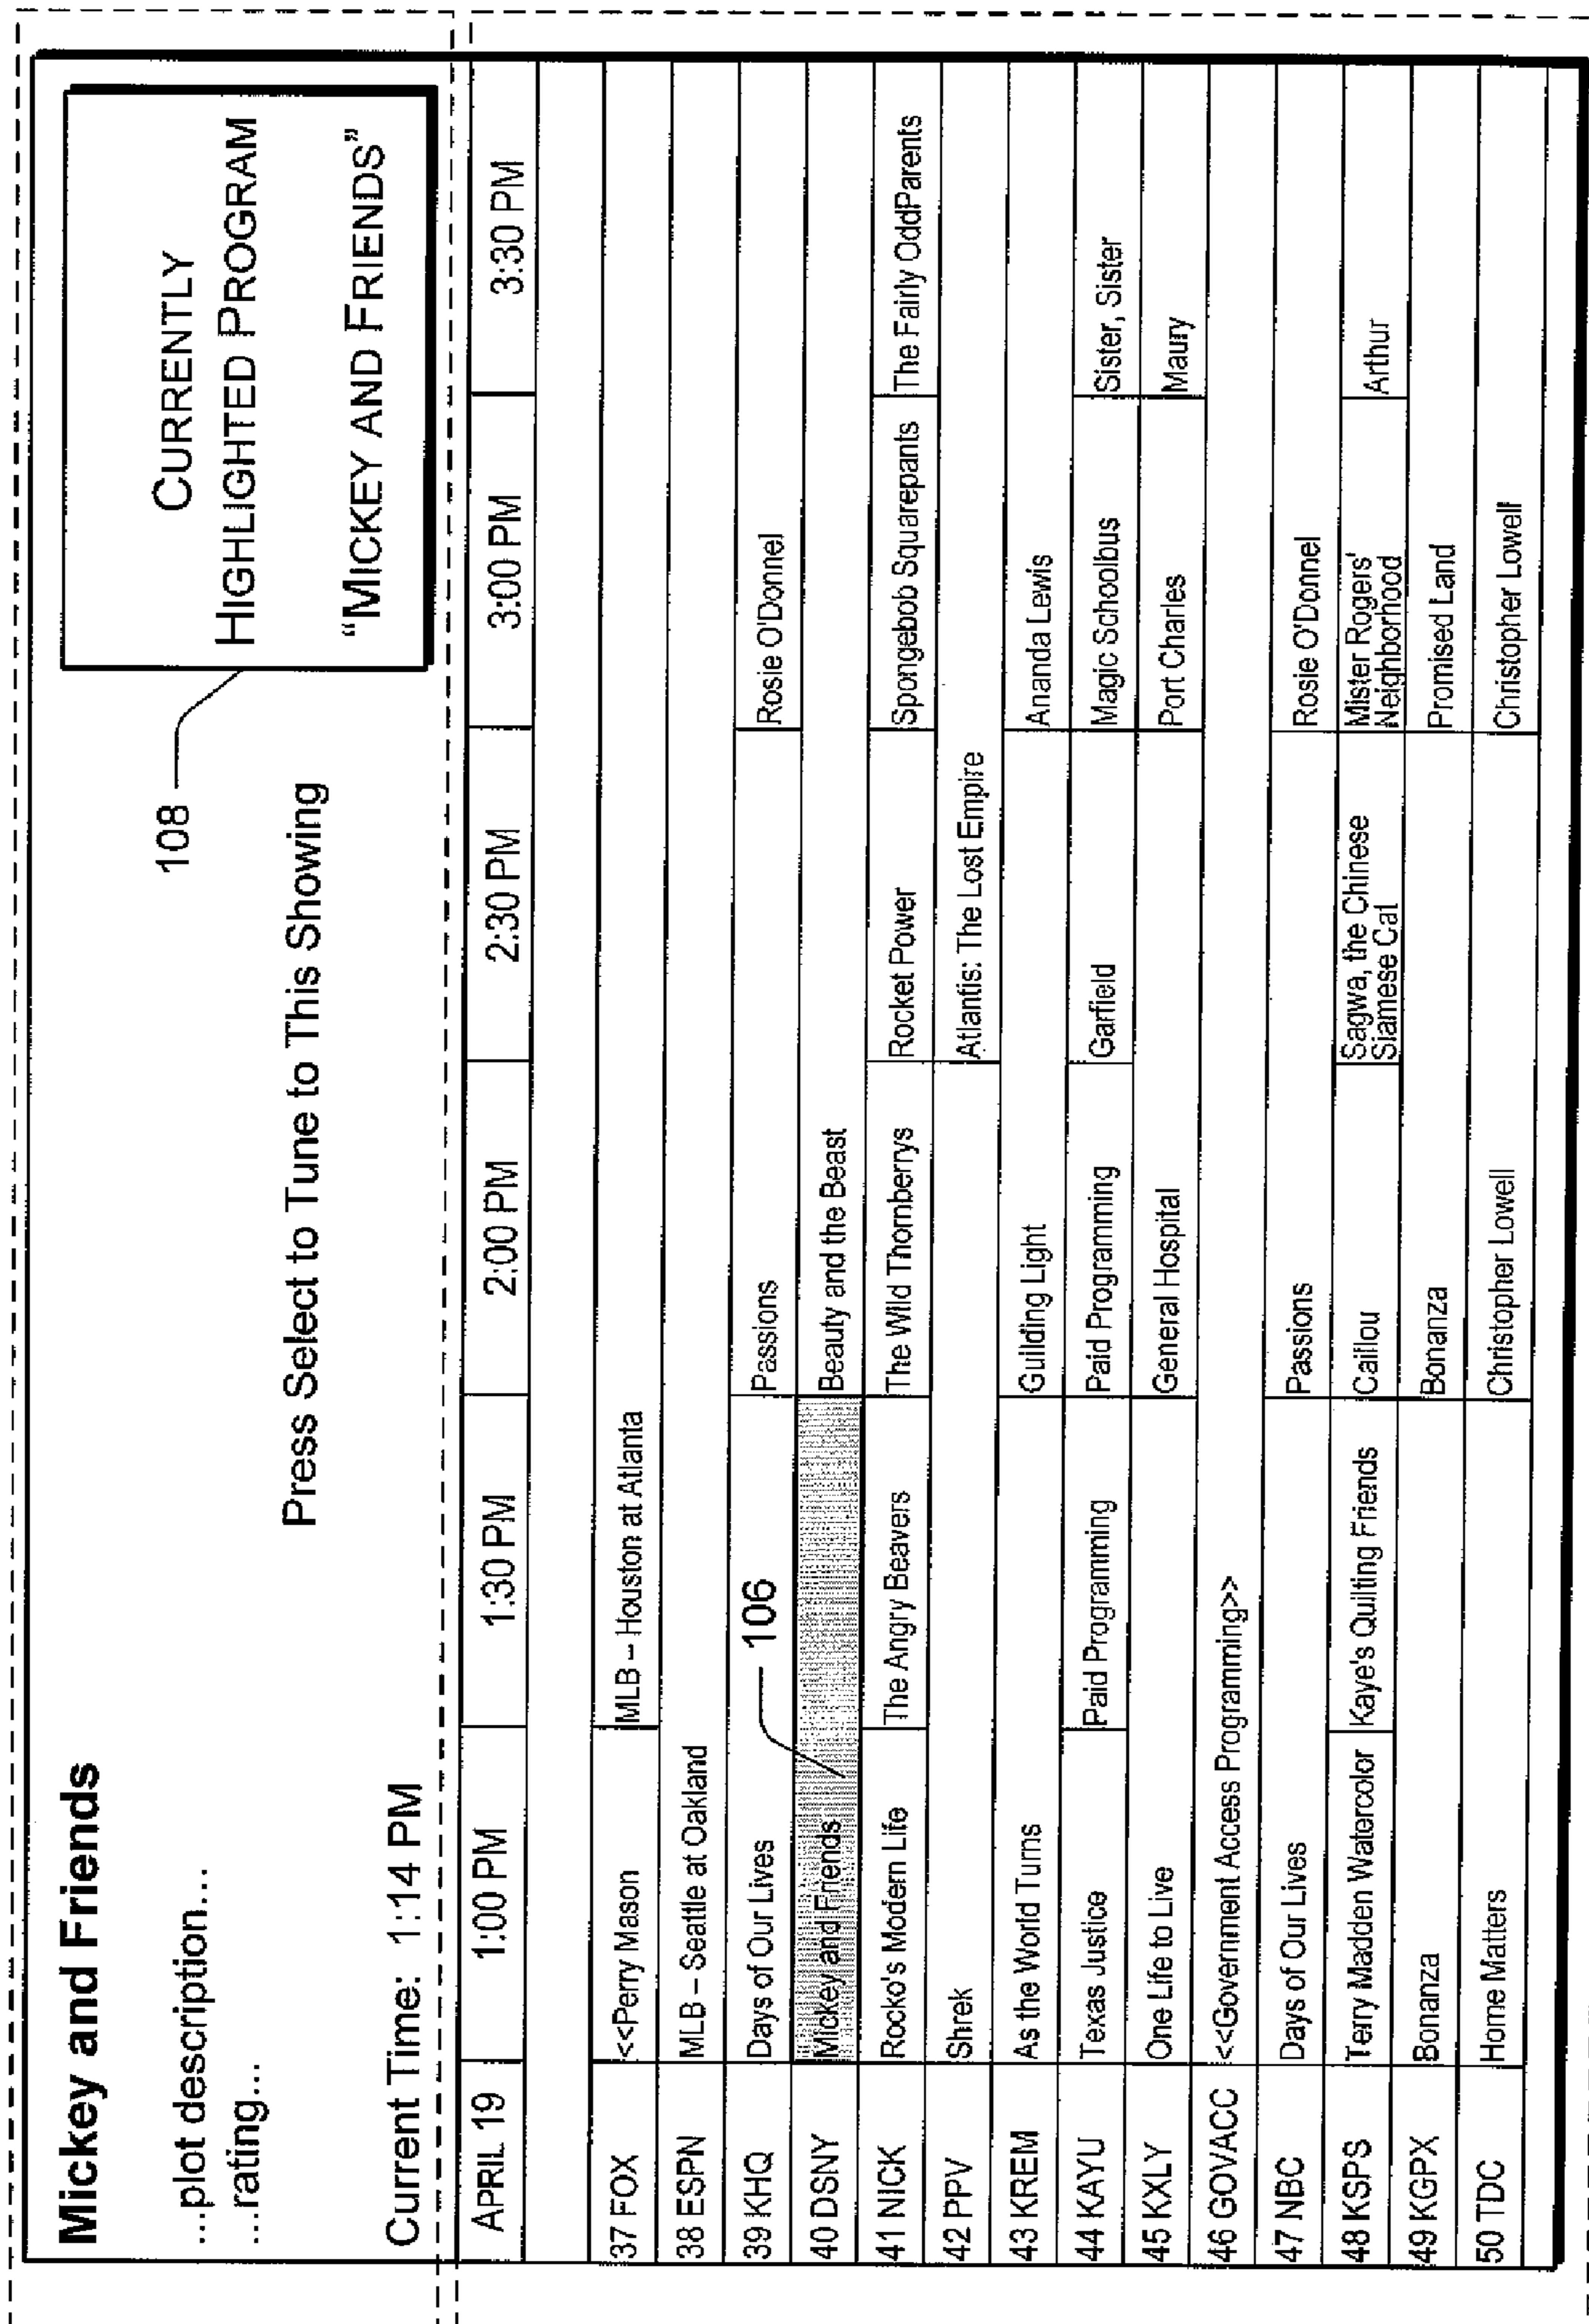 Mickey and Friends
...plot description...
...rating...
Press Select to Tune to This Showing
Current Time: 1:14 PM
108
CURRENTLY
HIGHLIGHTED PROGRAM
“MICKEY AND FRIENDS”
APRIL 19 1:00 PM 1:30 PM 2:00 PM 2:30 PM 3:00 PM 3:30 PM
37 FOX <<Perry Mason MLB – Houston at Atlanta
38 ESPN MLB – Seattle at Oakland
39 KHQ Days of Our Lives Passions Rosie O'Donnel
106
40 DSNY Mickey and Friends Beauty and the Beast
41 NICK Rocko's Modern Life The Angry Beavers The Wild Thornberrys Rocket Power Spongebob Squarepants The Fairly OddParents
42 PPV Shrek Atlantis: The Lost Empire
43 KREM As the World Turns Guilding Light Ananda Lewis
44 KAYU Texas Justice Paid Programming Paid Programming Garfield Magic Schoolbus Sister, Sister
45 KXLY One Life to Live General Hospital Port Charles Maury
46 GOVACC <<Government Access Programming>>
47 NBC Days of Our Lives Passions Rosie O'Donnel
48 KSPS Terry Madden Watercolor Kaye's Quilting Friends Caillou Sagwa, the Chinese Siamese Cat Mister Rogers' Neighborhood Arthur
49 KGPX Bonanza Bonanza Promised Land
50 TDC Home Matters Christopher Lowell Christopher Lowell